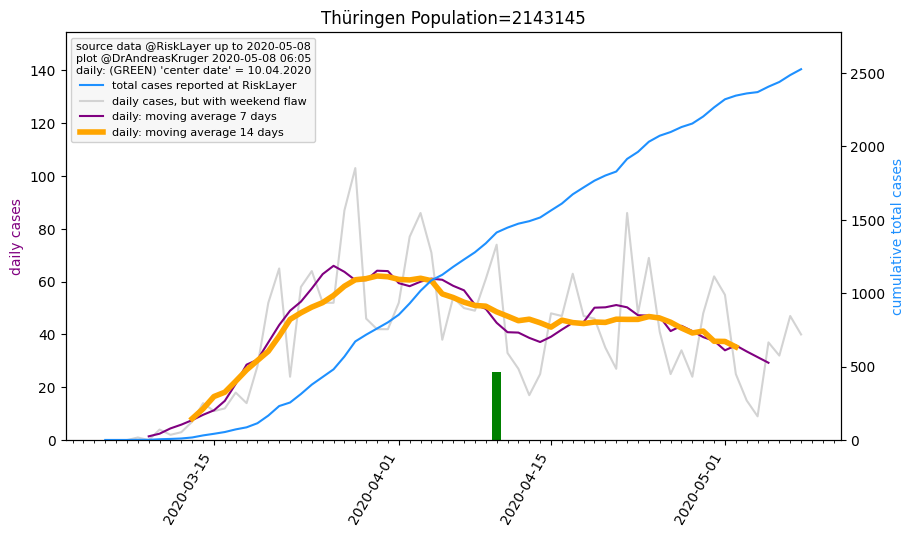 Thüringen Population=2143145
source data @RiskLayer up to 2020-05-08
plot @DrAndreasKruger 2020-05-08 06:05
daily: (GREEN) 'center date' = 10.04.2020
total cases reported at RiskLayer
daily cases, but with weekend flaw
daily: moving average 7 days
daily: moving average 14 days
daily cases
140
120
100
80
60
40
20
0
2500
2000
1500
1000
500
0
cumulative total cases
2020-03-15
2020-04-01
2020-04-15
2020-05-01